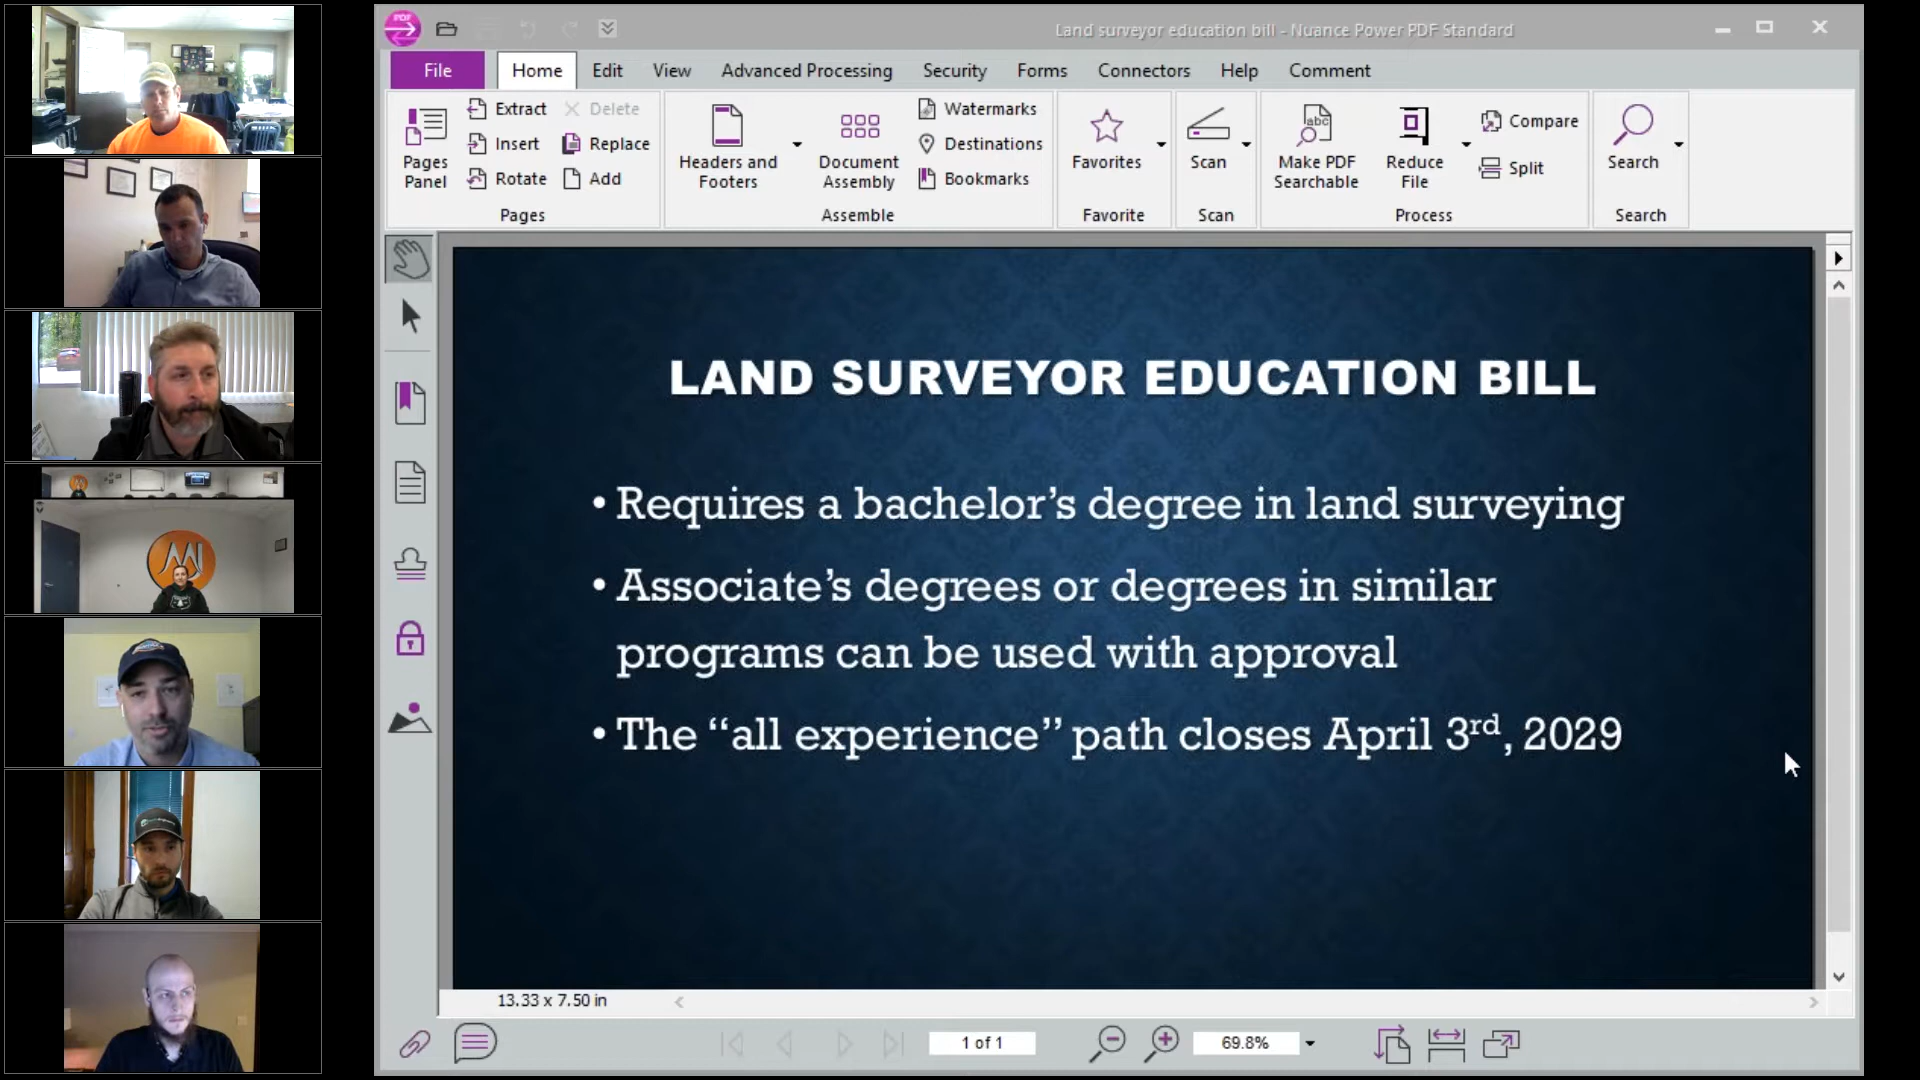 Land surveyor education bill - Nuance Power PDF Standard
File Home Edit View Advanced Processing Security Forms Connectors Help Comment
Pages Panel
Extract Delete
Insert Replace
Rotate Add
Pages
Headers and Footers
Document Assembly
Watermarks
Destinations
Bookmarks
Assemble
Favorites
Favorite
Scan
Scan
Make PDF Searchable
Reduce File
Compare
Split
Process
Search
Search
LAND SURVEYOR EDUCATION BILL
• Requires a bachelor’s degree in land surveying
• Associate’s degrees or degrees in similar
programs can be used with approval
• The “all experience” path closes April 3rd, 2029
13.33 x 7.50 in
1 of 1
69.8%